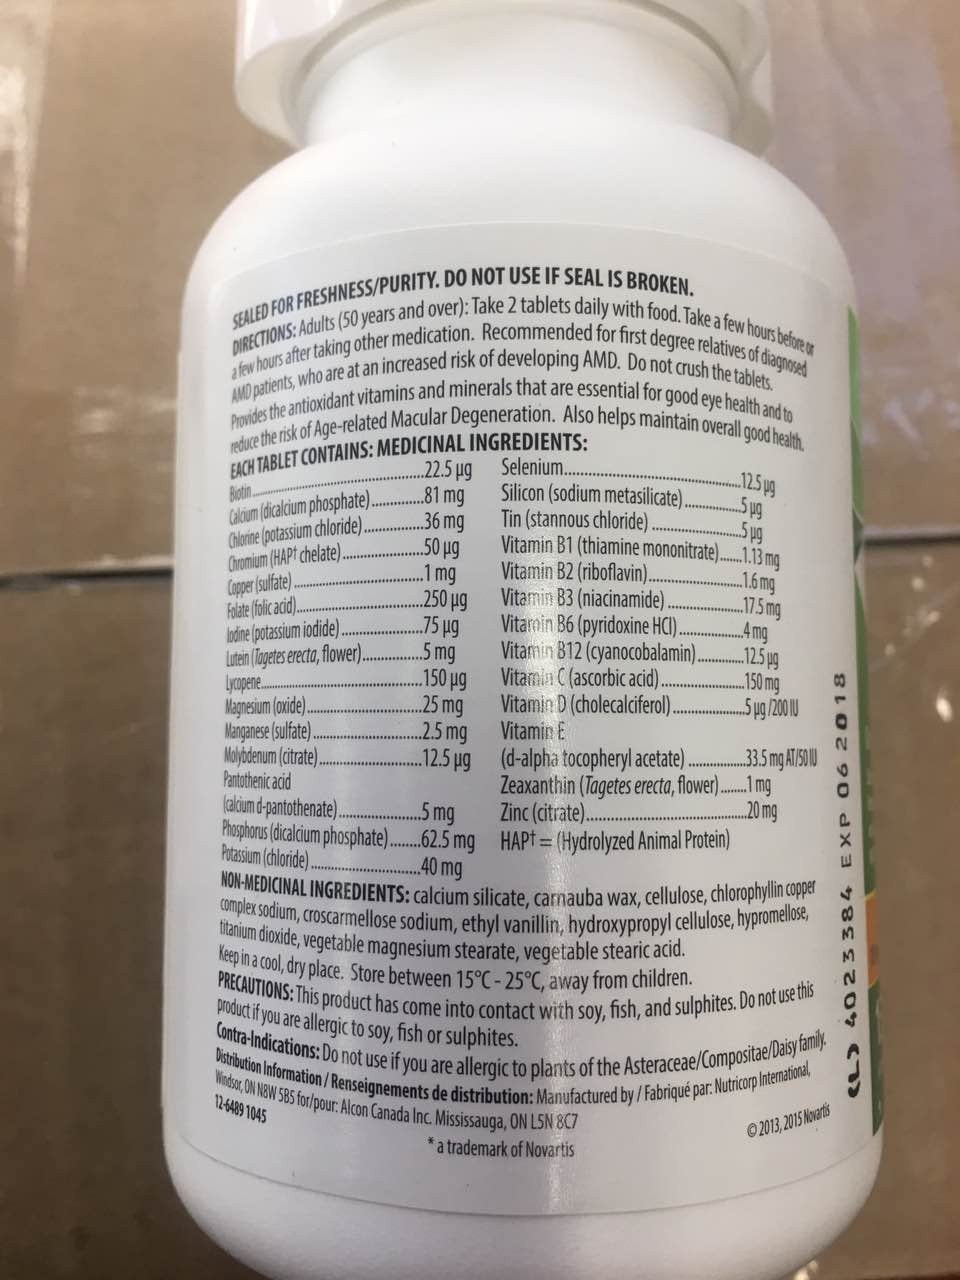 SEALED FOR FRESHNESS/PURITY. DO NOT USE IF SEAL IS BROKEN.
DIRECTIONS: Adults (50 years and over): Take 2 tablets daily with food. Take a few hours before or
a few hours after taking other medication. Recommended for first degree relatives of diagnosed
AMD patients, who are at an increased risk of developing AMD. Do not crush the tablets.
Provides the antioxidant vitamins and minerals that are essential for good eye health and to
reduce the risk of Age-related Macular Degeneration. Also helps maintain overall good health.
EACH TABLET CONTAINS: MEDICINAL INGREDIENTS:
Biotin.....22.5 µg
Calcium (dicalcium phosphate).....81 mg
Chlorine (potassium chloride).....36 mg
Chromium (HAP† chelate).....50 µg
Copper (sulfate).....1 mg
Folate (folic acid).....250 µg
Iodine (potassium iodide).....75 µg
Lutein (Tagetes erecta, flower).....5 mg
Lycopene.....150 µg
Magnesium (oxide).....25 mg
Manganese (sulfate).....2.5 mg
Molybdenum (citrate).....12.5 µg
Pantothenic acid
(calcium d-pantothenate).....5 mg
Phosphorus (dicalcium phosphate).....62.5 mg
Potassium (chloride).....40 mg
Selenium.....12.5 µg
Silicon (sodium metasilicate).....5 µg
Tin (stannous chloride).....5 µg
Vitamin B1 (thiamine mononitrate).....1.13 mg
Vitamin B2 (riboflavin).....1.6 mg
Vitamin B3 (niacinamide).....17.5 mg
Vitamin B6 (pyridoxine HCl).....4 mg
Vitamin B12 (cyanocobalamin).....12.5 µg
Vitamin C (ascorbic acid).....150 mg
Vitamin D (cholecalciferol).....5 µg/200 IU
Vitamin E
(d-alpha tocopheryl acetate).....33.5 mg AT/50 IU
Zeaxanthin (Tagetes erecta, flower).....1 mg
Zinc (citrate).....20 mg
HAP† = (Hydrolyzed Animal Protein)
NON-MEDICINAL INGREDIENTS: calcium silicate, carnauba wax, cellulose, chlorophyllin copper
complex sodium, croscarmellose sodium, ethyl vanillin, hydroxypropyl cellulose, hypromellose,
titanium dioxide, vegetable magnesium stearate, vegetable stearic acid.
Keep in a cool, dry place. Store between 15°C - 25°C, away from children.
PRECAUTIONS: This product has come into contact with soy, fish, and sulphites. Do not use this
product if you are allergic to soy, fish or sulphites.
Contra-Indications: Do not use if you are allergic to plants of the Asteraceae/Compositae/Daisy family.
Distribution Information / Renseignements de distribution: Manufactured by / Fabriqué par: Nutricorp International,
Windsor, ON N8W 5B5 for/pour: Alcon Canada Inc. Mississauga, ON L5N 8C7
12-6489 1045
© 2013, 2015 Novartis
* a trademark of Novartis
(L) 4023384 EXP 06 2018